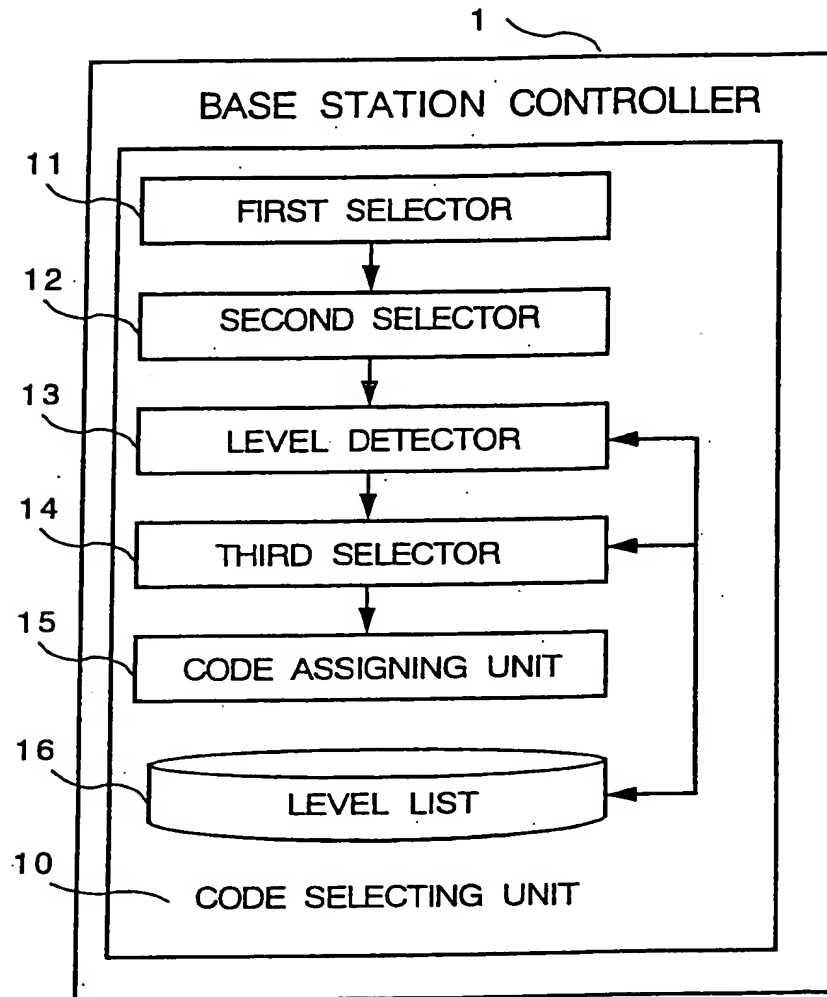 1
BASE STATION CONTROLLER
11
FIRST SELECTOR
12
SECOND SELECTOR
13
LEVEL DETECTOR
14
THIRD SELECTOR
15
CODE ASSIGNING UNIT
16
LEVEL LIST
10
CODE SELECTING UNIT